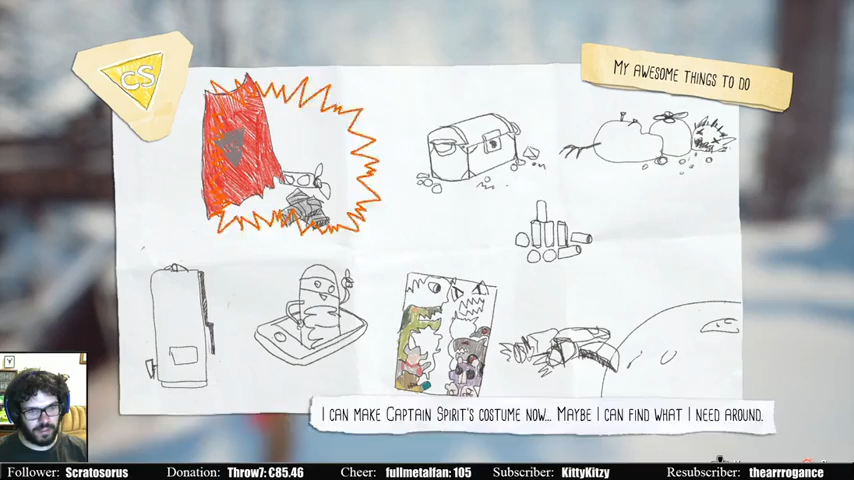 CS
MY AWESOME THINGS TO DO
I CAN MAKE CAPTAIN SPIRIT'S COSTUME NOW... MAYBE I CAN FIND WHAT I NEED AROUND.
Follower: Scratosorus Donation: Throw7: €85.46 Cheer: fullmetalfan: 105 Subscriber: KittyKitzy Resubscriber: thearrrogance